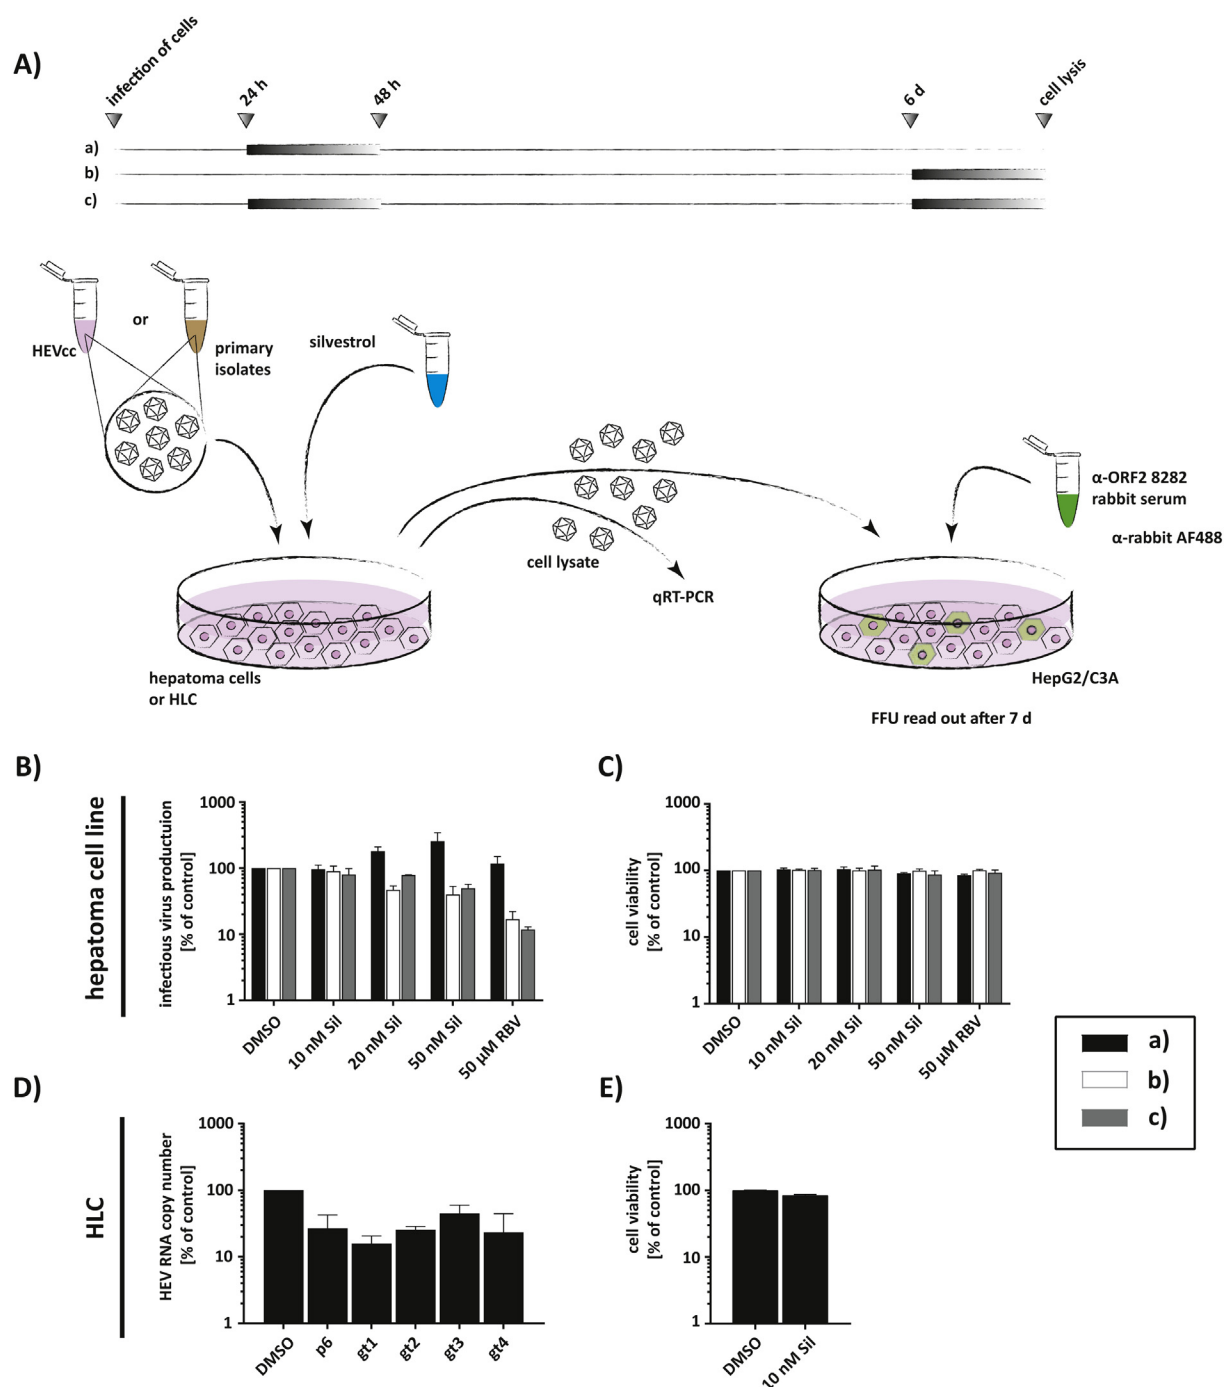 A)
infection of cells
24 h
48 h
6 d
cell lysis
a)
b)
c)
HEVcc
or
primary
isolates
silvestrol
cell lysate
qRT-PCR
α-ORF2 8282
rabbit serum
α-rabbit AF488
hepatoma cells
or HLC
HepG2/C3A
FFU read out after 7 d
B)
hepatoma cell line
infectious virus productuion
[% of control]
1000
100
10
1
DMSO
10 nM Sil
20 nM Sil
50 nM Sil
50 µM RBV
C)
cell viability
[% of control]
1000
100
10
1
DMSO
10 nM Sil
20 nM Sil
50 nM Sil
50 µM RBV
a)
b)
c)
D)
HLC
HEV RNA copy number
[% of control]
1000
100
10
1
DMSO
p6
gt1
gt2
gt3
gt4
E)
cell viability
[% of control]
1000
100
10
1
DMSO
10 nM Sil